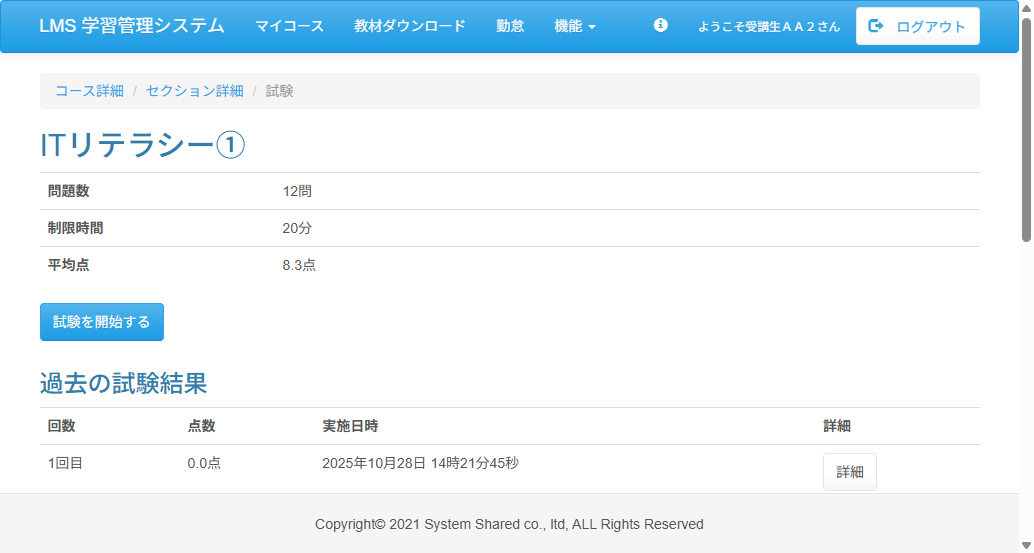 LMS 学習管理システム マイコース 教材ダウンロード 勤怠 機能 ようこそ受講生ＡＡ２さん ログアウト
コース詳細 / セクション詳細 / 試験
ITリテラシー①
問題数 12問
制限時間 20分
平均点 8.3点
試験を開始する
過去の試験結果
回数 点数 実施日時 詳細
1回目 0.0点 2025年10月28日 14時21分45秒 詳細
Copyright© 2021 System Shared co., ltd, ALL Rights Reserved